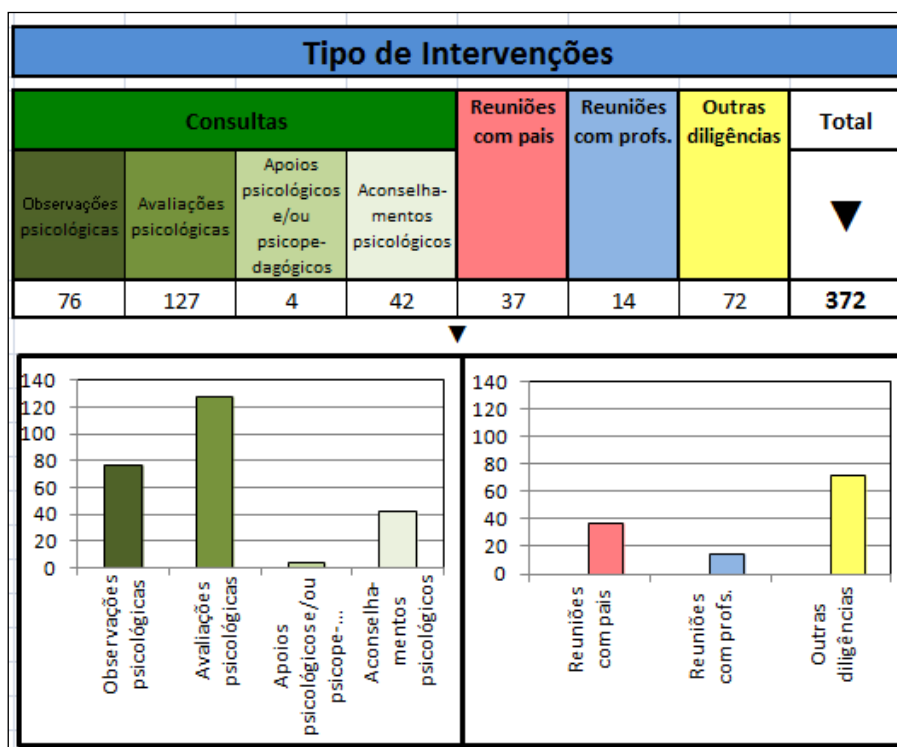 Tipo de Intervenções
Consultas
Reuniões
com pais
Reuniões
com profs.
Outras
diligências
Total
Observações
psicológicas
Avaliações
psicológicas
Apoios
psicológicos
e/ou
psicope-
dagógicos
Aconselha-
mentos
psicológicos
▼
76 127 4 42 37 14 72 372
▼
140
120
100
80
60
40
20
0
Observações
psicológicas
Avaliações
psicológicas
Apoios
psicológicos e/ou
psicope-...
Aconselha-
mentos
psicológicos
140
120
100
80
60
40
20
0
Reuniões
com pais
Reuniões
com profs.
Outras
diligências